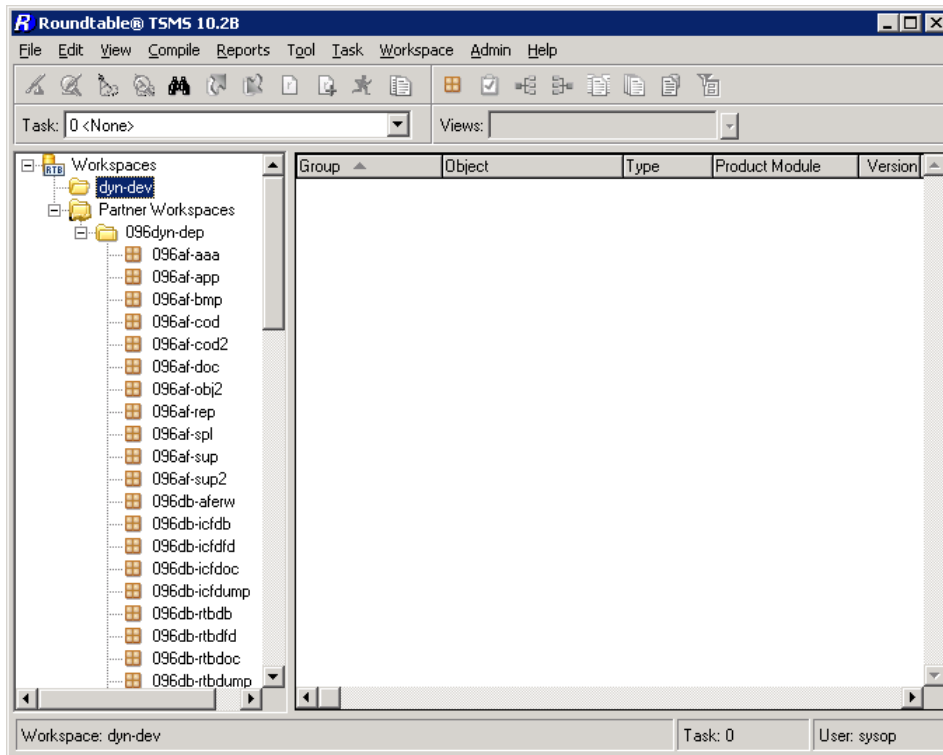 Roundtable® TSMS 10.2B
File Edit View Compile Reports Tool Task Workspace Admin Help
Task: 0 <None> Views:
Workspaces
Group Object Type Product Module Version
dyn-dev
Partner Workspaces
096dyn-dep
096af-aaa
096af-app
096af-bmp
096af-cod
096af-cod2
096af-doc
096af-obj2
096af-rep
096af-spl
096af-sup
096af-sup2
096db-aferw
096db-icfdb
096db-icfdfd
096db-icfdoc
096db-icfdump
096db-rtbdb
096db-rtbdfd
096db-rtbdoc
096db-rtbdump
Workspace: dyn-dev Task: 0 User: sysop